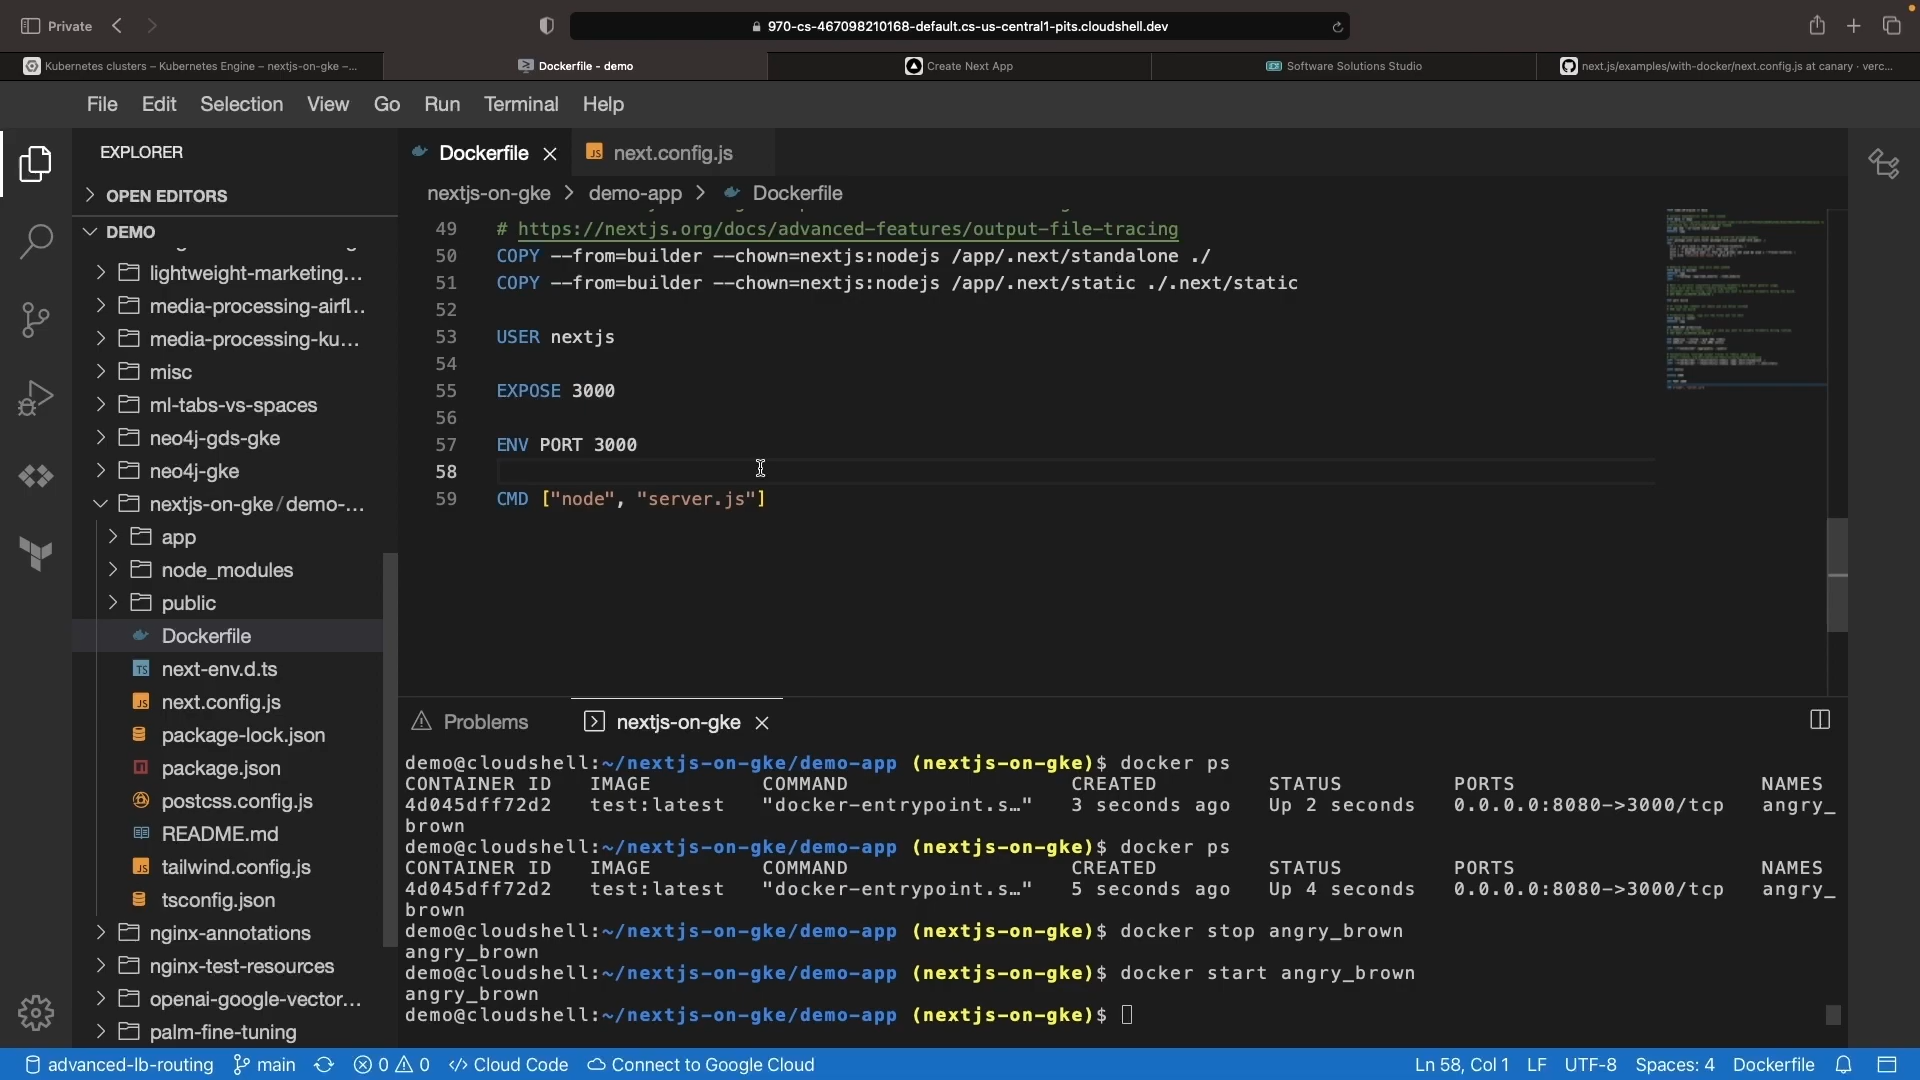 Private
970-cs-467098210168-default.cs-us-central1-pits.cloudshell.dev
Kubernetes clusters – Kubernetes Engine – nextjs-on-gke –...
Dockerfile - demo
Create Next App
Software Solutions Studio
next.js/examples/with-docker/next.config.js at canary · verc...
File Edit Selection View Go Run Terminal Help
EXPLORER
OPEN EDITORS
DEMO
lightweight-marketing...
media-processing-airfl...
media-processing-ku...
misc
ml-tabs-vs-spaces
neo4j-gds-gke
neo4j-gke
nextjs-on-gke/demo-...
app
node_modules
public
Dockerfile
next-env.d.ts
next.config.js
package-lock.json
package.json
postcss.config.js
README.md
tailwind.config.js
tsconfig.json
nginx-annotations
nginx-test-resources
openai-google-vector...
palm-fine-tuning
Dockerfile
next.config.js
nextjs-on-gke > demo-app > Dockerfile
49 # https://nextjs.org/docs/advanced-features/output-file-tracing
50 COPY --from=builder --chown=nextjs:nodejs /app/.next/standalone ./
51 COPY --from=builder --chown=nextjs:nodejs /app/.next/static ./.next/static
52
53 USER nextjs
54
55 EXPOSE 3000
56
57 ENV PORT 3000
58
59 CMD ["node", "server.js"]
Problems
nextjs-on-gke
demo@cloudshell:~/nextjs-on-gke/demo-app (nextjs-on-gke)$ docker ps
CONTAINER ID IMAGE COMMAND CREATED STATUS PORTS NAMES
4d045dff72d2 test:latest "docker-entrypoint.s…" 3 seconds ago Up 2 seconds 0.0.0.0:8080->3000/tcp angry_
brown
demo@cloudshell:~/nextjs-on-gke/demo-app (nextjs-on-gke)$ docker ps
CONTAINER ID IMAGE COMMAND CREATED STATUS PORTS NAMES
4d045dff72d2 test:latest "docker-entrypoint.s…" 5 seconds ago Up 4 seconds 0.0.0.0:8080->3000/tcp angry_
brown
demo@cloudshell:~/nextjs-on-gke/demo-app (nextjs-on-gke)$ docker stop angry_brown
angry_brown
demo@cloudshell:~/nextjs-on-gke/demo-app (nextjs-on-gke)$ docker start angry_brown
angry_brown
demo@cloudshell:~/nextjs-on-gke/demo-app (nextjs-on-gke)$
advanced-lb-routing main 0 0 Cloud Code Connect to Google Cloud Ln 58, Col 1 LF UTF-8 Spaces: 4 Dockerfile